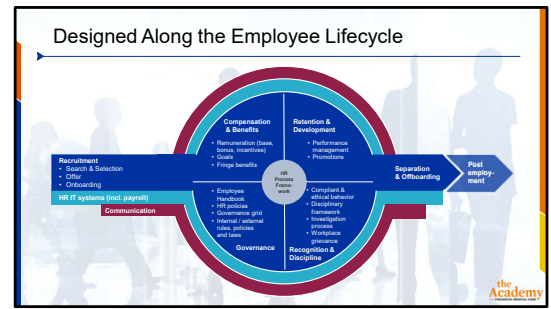 Designed Along the Employee Lifecycle
Recruitment
• Search & Selection
• Offer
• Onboarding
HR IT systems (incl. payroll)
Communication
Compensation
& Benefits
• Remuneration (base,
bonus, incentives)
• Goals
• Fringe benefits
Retention &
Development
• Performance
management
• Promotions
HR
Process
Frame-
work
• Employee
Handbook
• HR policies
• Governance grid
• Internal / external
rules, policies
and laws
Governance
• Compliant &
ethical behavior
• Disciplinary
framework
• Investigation
process
• Workplace
grievance
Recognition &
Discipline
Separation
& Offboarding
Post
employ-
ment
the
Academy
FRESENIUS MEDICAL CARE